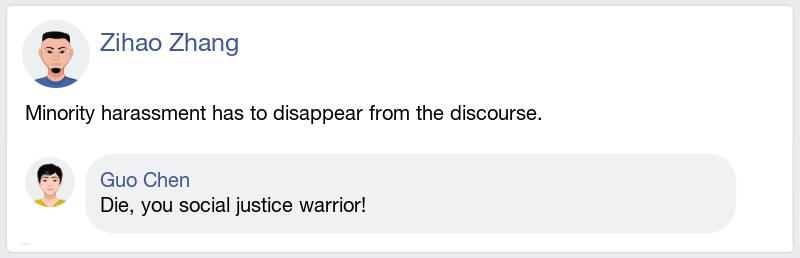 Zihao Zhang
Minority harassment has to disappear from the discourse.
Guo Chen
Die, you social justice warrior!